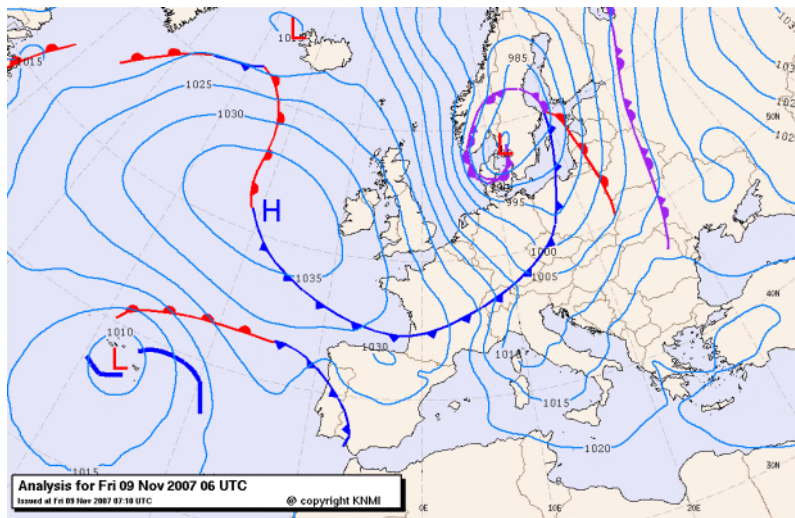 L
1015
1025
1030
985
103
50N
H
L
995
1035
1000
1005
1010
L
1030
1010
1015
1020
1015
40N
30N
Analysis for Fri 09 Nov 2007 06 UTC
Issued at Fri 09 Nov 2007 07:10 UTC
@ copyright KNMI
0E
10E
20E